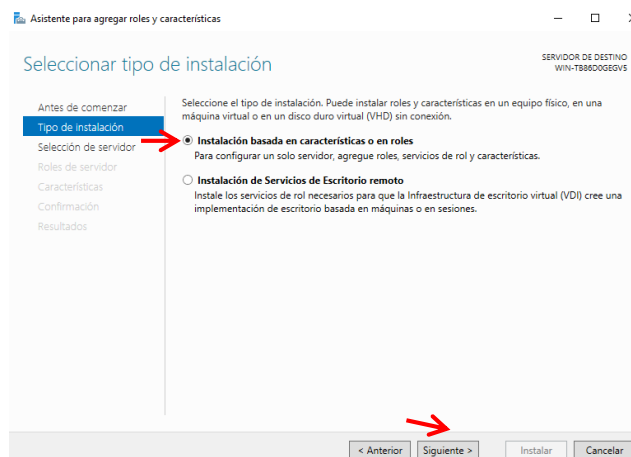 Asistente para agregar roles y características
Seleccionar tipo de instalación
SERVIDOR DE DESTINO
WIN-TB86D0GEGV5
Antes de comenzar
Tipo de instalación
Selección de servidor
Roles de servidor
Características
Confirmación
Resultados
Seleccione el tipo de instalación. Puede instalar roles y características en un equipo físico, en una
máquina virtual o en un disco duro virtual (VHD) sin conexión.
Instalación basada en características o en roles
Para configurar un solo servidor, agregue roles, servicios de rol y características.
Instalación de Servicios de Escritorio remoto
Instale los servicios de rol necesarios para que la Infraestructura de escritorio virtual (VDI) cree una
implementación de escritorio basada en máquinas o en sesiones.
< Anterior
Siguiente >
Instalar
Cancelar